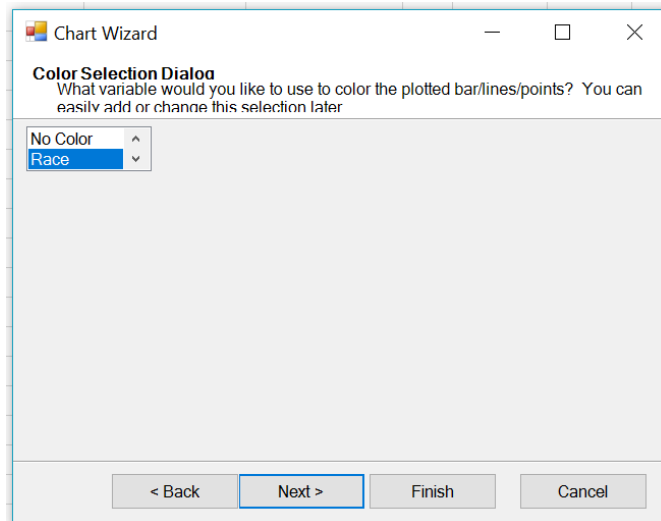 Chart Wizard
Color Selection Dialog
What variable would you like to use to color the plotted bar/lines/points? You can
easily add or change this selection later
No Color
Race
< Back Next > Finish Cancel